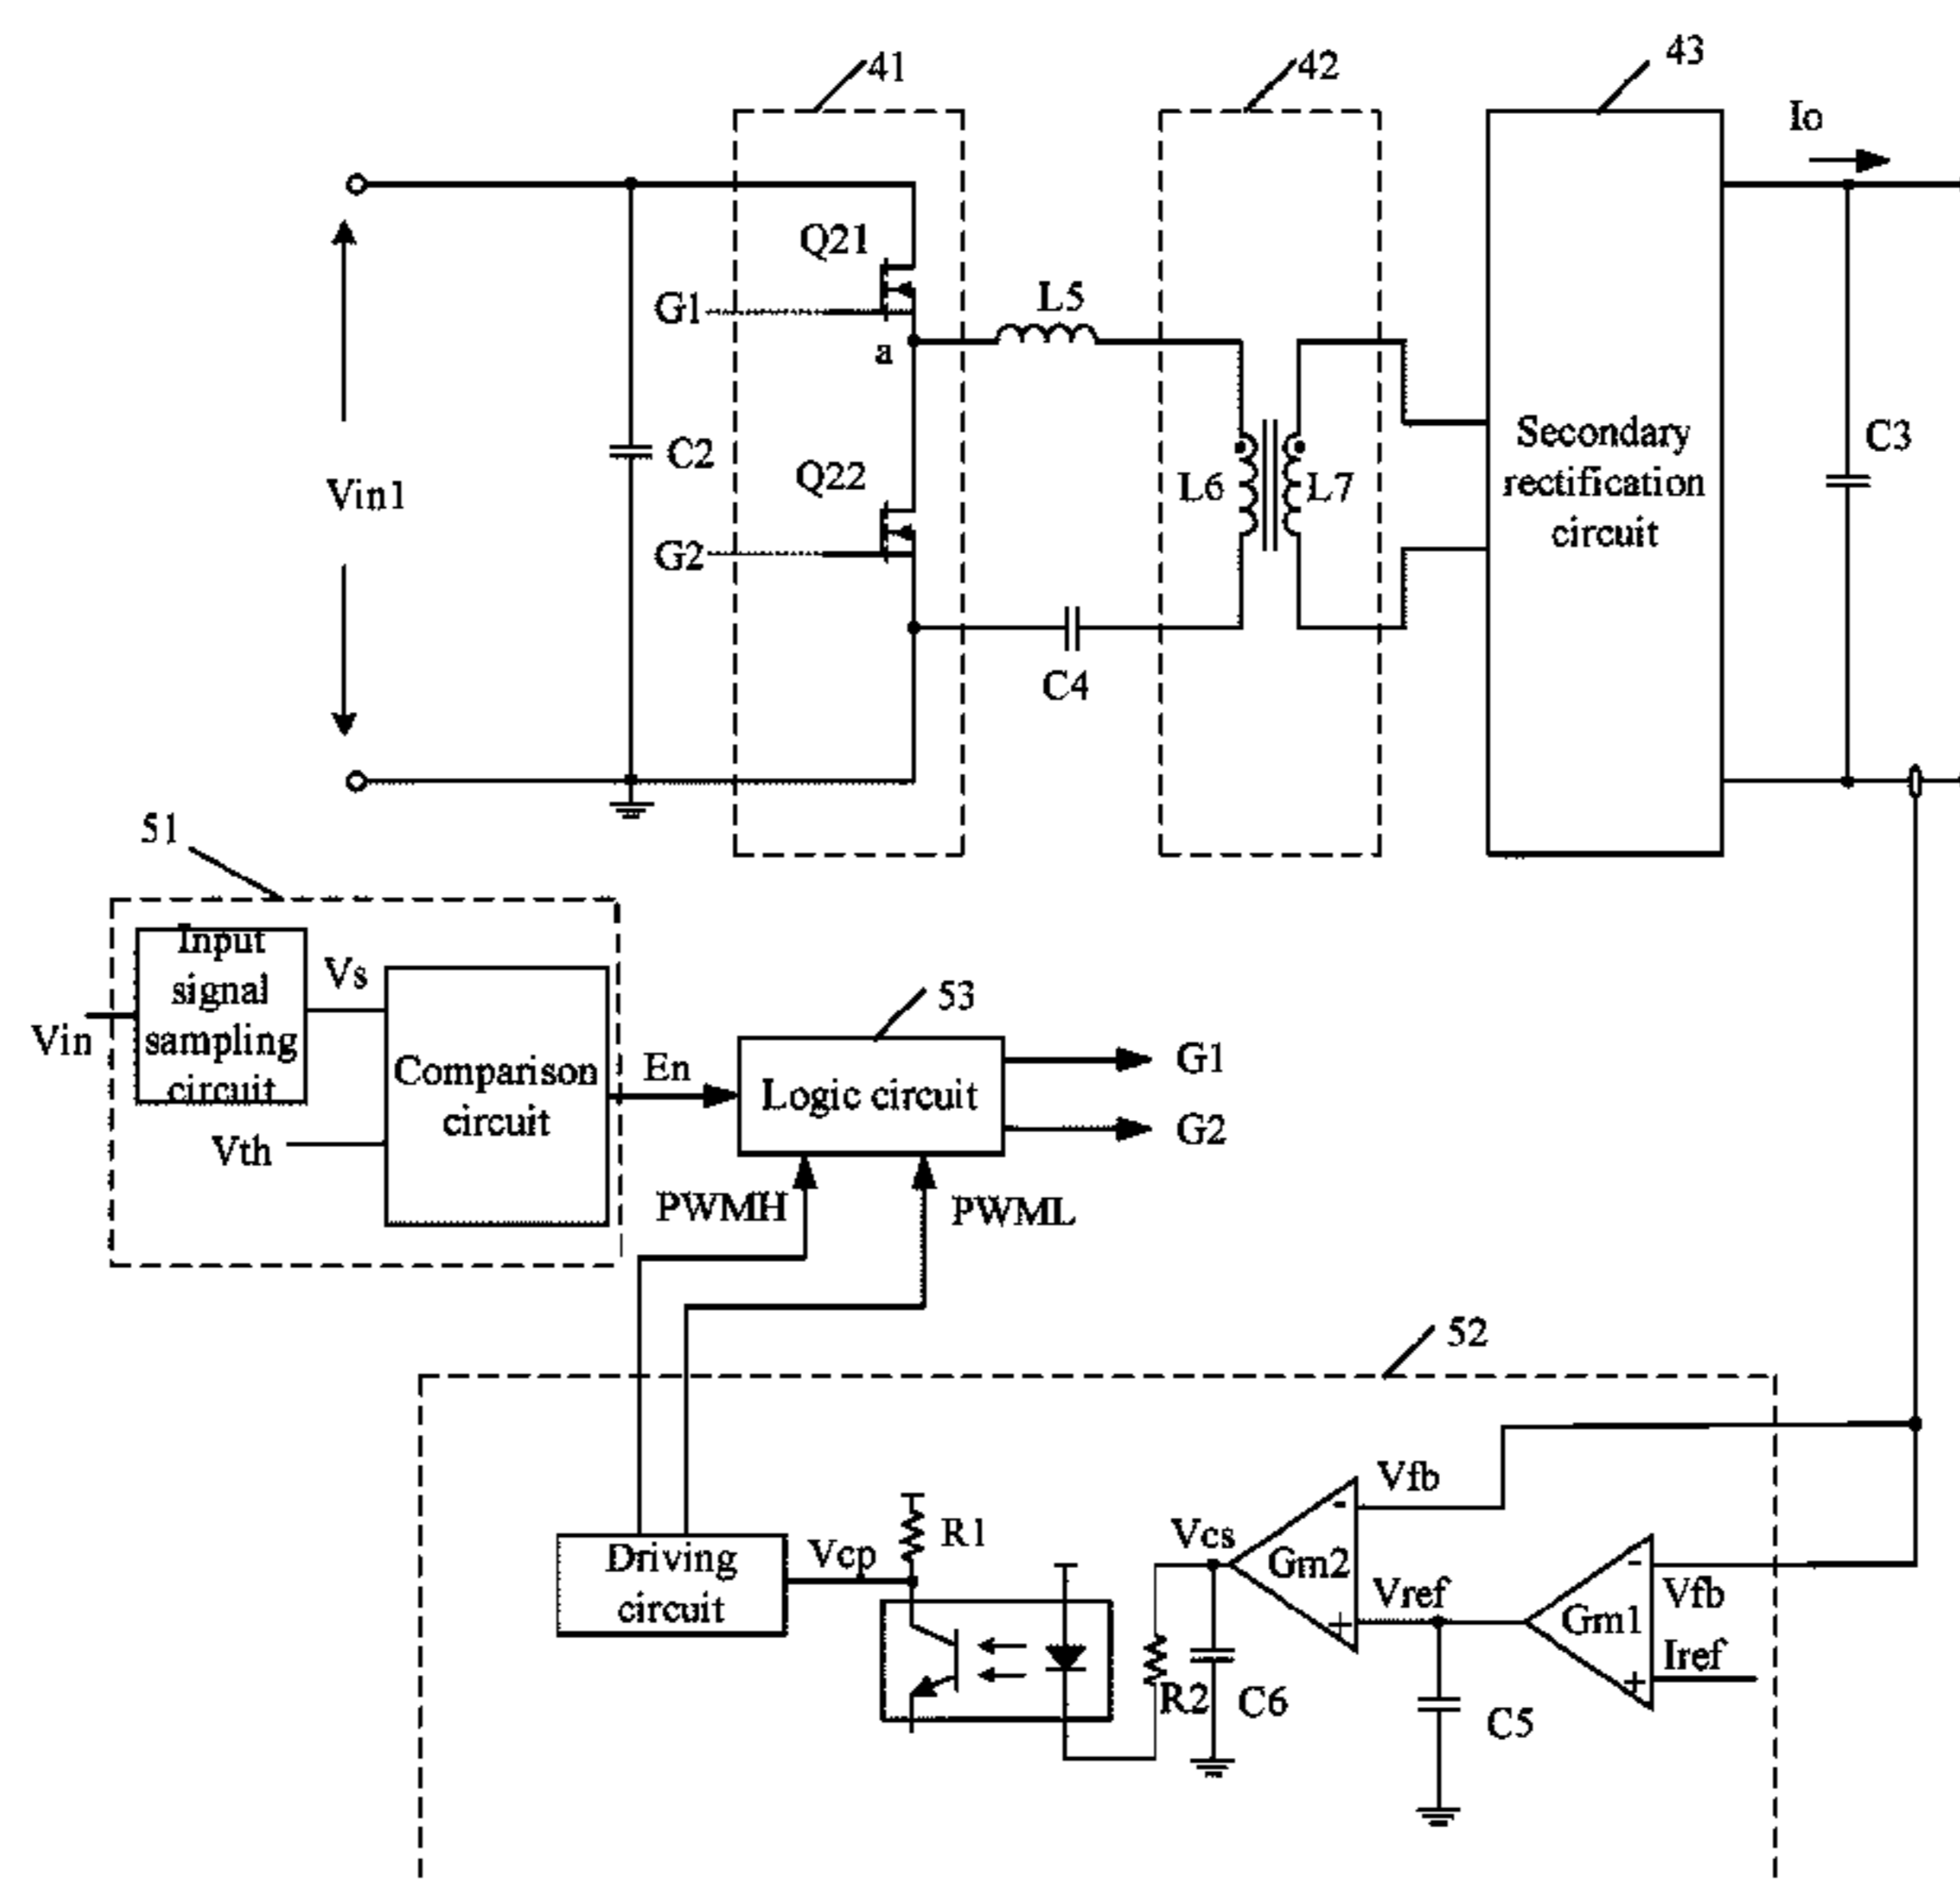 41
42
43
Io
Q21
G1
L5
a
C2
Vin1
Q22
G2
L6
L7
Secondary
rectification
circuit
C3
C4
51
Input
signal
sampling
circuit
Vs
Vin
Vth
Comparison
circuit
En
53
Logic circuit
G1
G2
PWMH
PWML
52
Driving
circuit
Vcp
R1
Vcs
Gm2
-
+
Vfb
Vref
Gm1
-
+
Vfb
Iref
R2
C6
C5